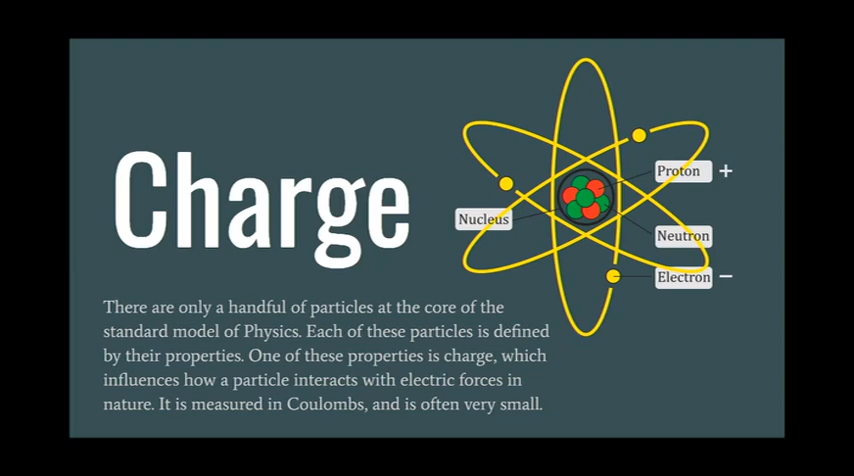 Charge
Proton +
Nucleus
Neutron
Electron −
There are only a handful of particles at the core of the
standard model of Physics. Each of these particles is defined
by their properties. One of these properties is charge, which
influences how a particle interacts with electric forces in
nature. It is measured in Coulombs, and is often very small.